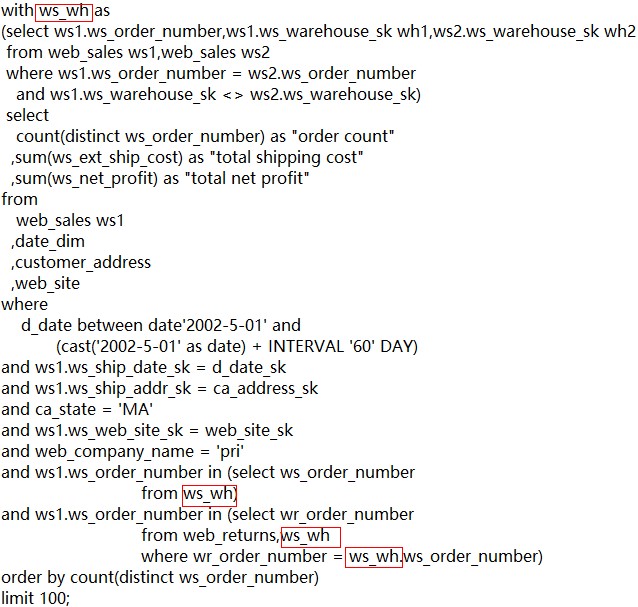 with ws_wh as
(select ws1.ws_order_number,ws1.ws_warehouse_sk wh1,ws2.ws_warehouse_sk wh2
from web_sales ws1,web_sales ws2
where ws1.ws_order_number = ws2.ws_order_number
and ws1.ws_warehouse_sk <> ws2.ws_warehouse_sk)
select
count(distinct ws_order_number) as "order count"
,sum(ws_ext_ship_cost) as "total shipping cost"
,sum(ws_net_profit) as "total net profit"
from
web_sales ws1
,date_dim
,customer_address
,web_site
where
d_date between date'2002-5-01' and
(cast('2002-5-01' as date) + INTERVAL '60' DAY)
and ws1.ws_ship_date_sk = d_date_sk
and ws1.ws_ship_addr_sk = ca_address_sk
and ca_state = 'MA'
and ws1.ws_web_site_sk = web_site_sk
and web_company_name = 'pri'
and ws1.ws_order_number in (select ws_order_number
from ws_wh)
and ws1.ws_order_number in (select wr_order_number
from web_returns,ws_wh
where wr_order_number = ws_wh.ws_order_number)
order by count(distinct ws_order_number)
limit 100;